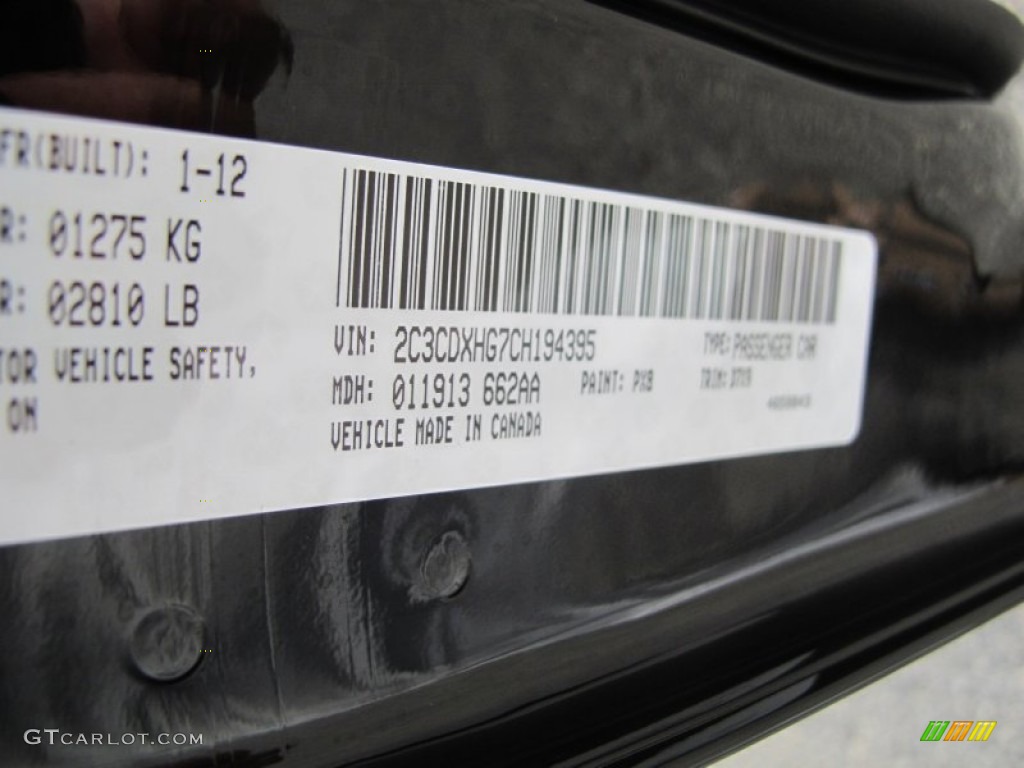 FR(BUILT): 1-12
R: 01275 KG
R: 02810 LB
TOR VEHICLE SAFETY,
ON
VIN: 2C3CDXHG7CH194395 TYPE: PASSENGER CAR
MDH: 011913 662AA PAINT: PX8 TRIM:
VEHICLE MADE IN CANADA
GTCARLOT.COM